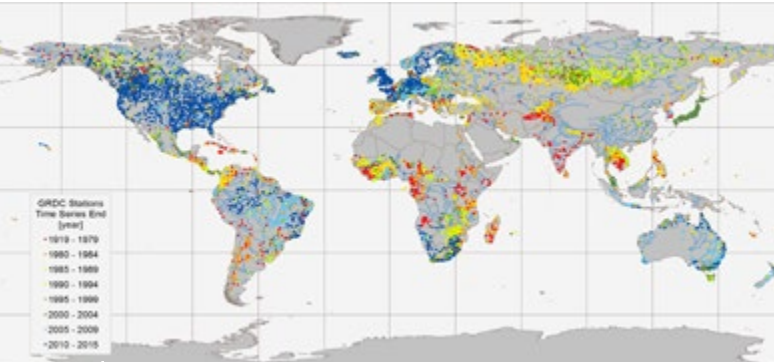 GRDC Stations
Time Series End
[year]
1919 - 1979
1980 - 1984
1985 - 1989
1990 - 1994
1995 - 1999
2000 - 2004
2005 - 2009
2010 - 2015